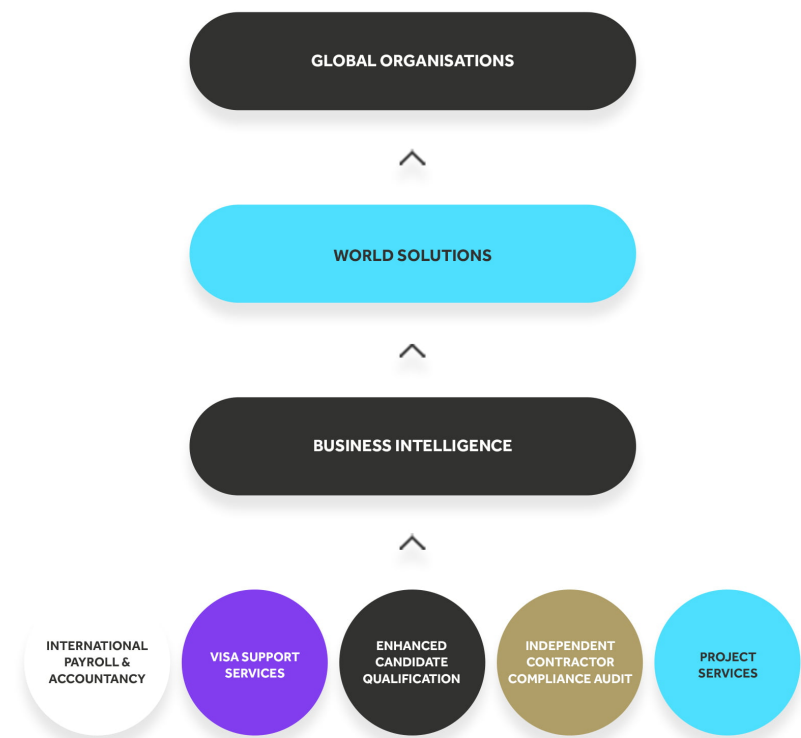 GLOBAL ORGANISATIONS
WORLD SOLUTIONS
BUSINESS INTELLIGENCE
INTERNATIONAL
PAYROLL &
ACCOUNTANCY
VISA SUPPORT
SERVICES
ENHANCED
CANDIDATE
QUALIFICATION
INDEPENDENT
CONTRACTOR
COMPLIANCE AUDIT
PROJECT
SERVICES